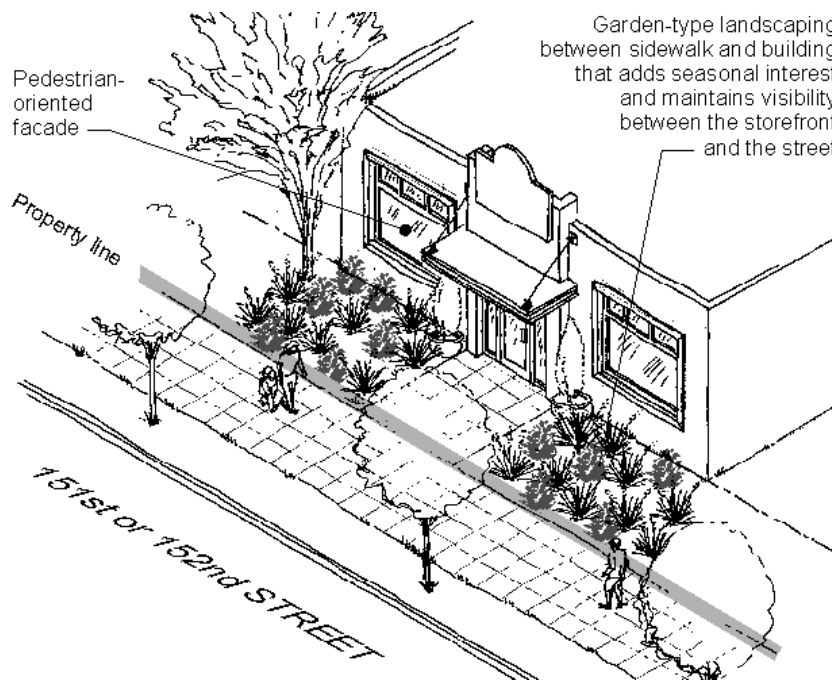 Garden-type landscaping
between sidewalk and building
that adds seasonal interest
and maintains visibility
between the storefront
and the street
Pedestrian-
oriented
facade
Property line
151st or 152nd STREET